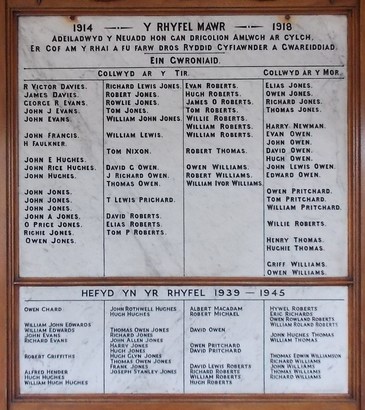 1914 — Y RHYFEL MAWR — 1918
ADEILADWYD Y NEUADD HON GAN DRIGOLION AMLWCH A'R CYLCH,
ER COF AM Y RHAI A FU FARW DROS RYDDID CYFIAWNDER A GWAREIDDIAD.
EIN GWRONIAID.
COLLWYD AR Y TIR.
R VICTOR DAVIES.
JAMES DAVIES.
GEORGE R EVANS.
JOHN J EVANS.
JOHN EVANS.
JOHN FRANCIS.
H FAULKNER.
JOHN E HUGHES.
JOHN RICE HUGHES.
JOHN HUGHES.
JOHN JONES.
JOHN JONES.
JOHN JONES.
JOHN A JONES.
O PRICE JONES.
RICHIE JONES.
OWEN JONES.
RICHARD LEWIS JONES.
ROBERT JONES.
ROWLIE JONES.
TOM JONES.
WILLIAM JOHN JONES.
WILLIAM LEWIS.
TOM NIXON.
DAVID G OWEN.
J RICHARD OWEN.
THOMAS OWEN.
T LEWIS PRICHARD.
DAVID ROBERTS.
ELIAS ROBERTS.
TOM P ROBERTS.
EVAN ROBERTS.
HUGH ROBERTS.
JAMES O ROBERTS.
TOM ROBERTS.
WILLIE ROBERTS.
WILLIAM ROBERTS.
WILLIAM ROBERTS.
ROBERT THOMAS.
OWEN WILLIAMS.
ROBERT WILLIAMS.
WILLIAM IVOR WILLIAMS.
COLLWYD AR Y MOR.
ELIAS JONES.
OWEN JONES.
RICHARD JONES.
THOMAS JONES.
HARRY NEWMAN.
EVAN OWEN.
JOHN OWEN.
DAVID OWEN.
HUGH OWEN.
JOHN LEWIS OWEN.
EDWARD OWEN.
OWEN PRITCHARD.
TOM PRITCHARD.
WILLIAM PRITCHARD.
WILLIE ROBERTS.
HENRY THOMAS.
HUGHIE THOMAS.
GRIFF WILLIAMS.
OWEN WILLIAMS.
HEFYD YN YR RHYFEL 1939 — 1945
OWEN CHARD
WILLIAM JOHN EDWARDS
WILLIAM EDWARDS
JOHN EVANS
RICHARD EVANS
ROBERT GRIFFITHS
ALFRED HENDER
HUGH HUGHES
WILLIAM HUGH HUGHES
JOHN ROTHNELL HUGHES
HUGH HUGHES
THOMAS OWEN JONES
RICHARD JONES
JOHN ALLEN JONES
HARRY JONES
HUGH JONES
HUGH GLYN JONES
THOMAS OWEN JONES
FRANK JONES
JOSEPH STANLEY JONES
ALBERT MACADAM
ROBERT MICHAEL
DAVID OWEN
OWEN PRITCHARD
DAVID PRITCHARD
DAVID LEWIS ROBERTS
RICHARD ROBERTS
WILLIAM ROBERTS
HUGH ROBERTS
HYWEL ROBERTS
ERIC RICHARDS
OWEN ROWLAND ROBERTS
WILLIAM ROLAND ROBERTS
JOHN HUGHES THOMAS
WILLIAM THOMAS
THOMAS EDWIN WILLIAMSON
RICHARD WILLIAMS
JOHN WILLIAMS
THOMAS WILLIAMS
RICHARD WILLIAMS